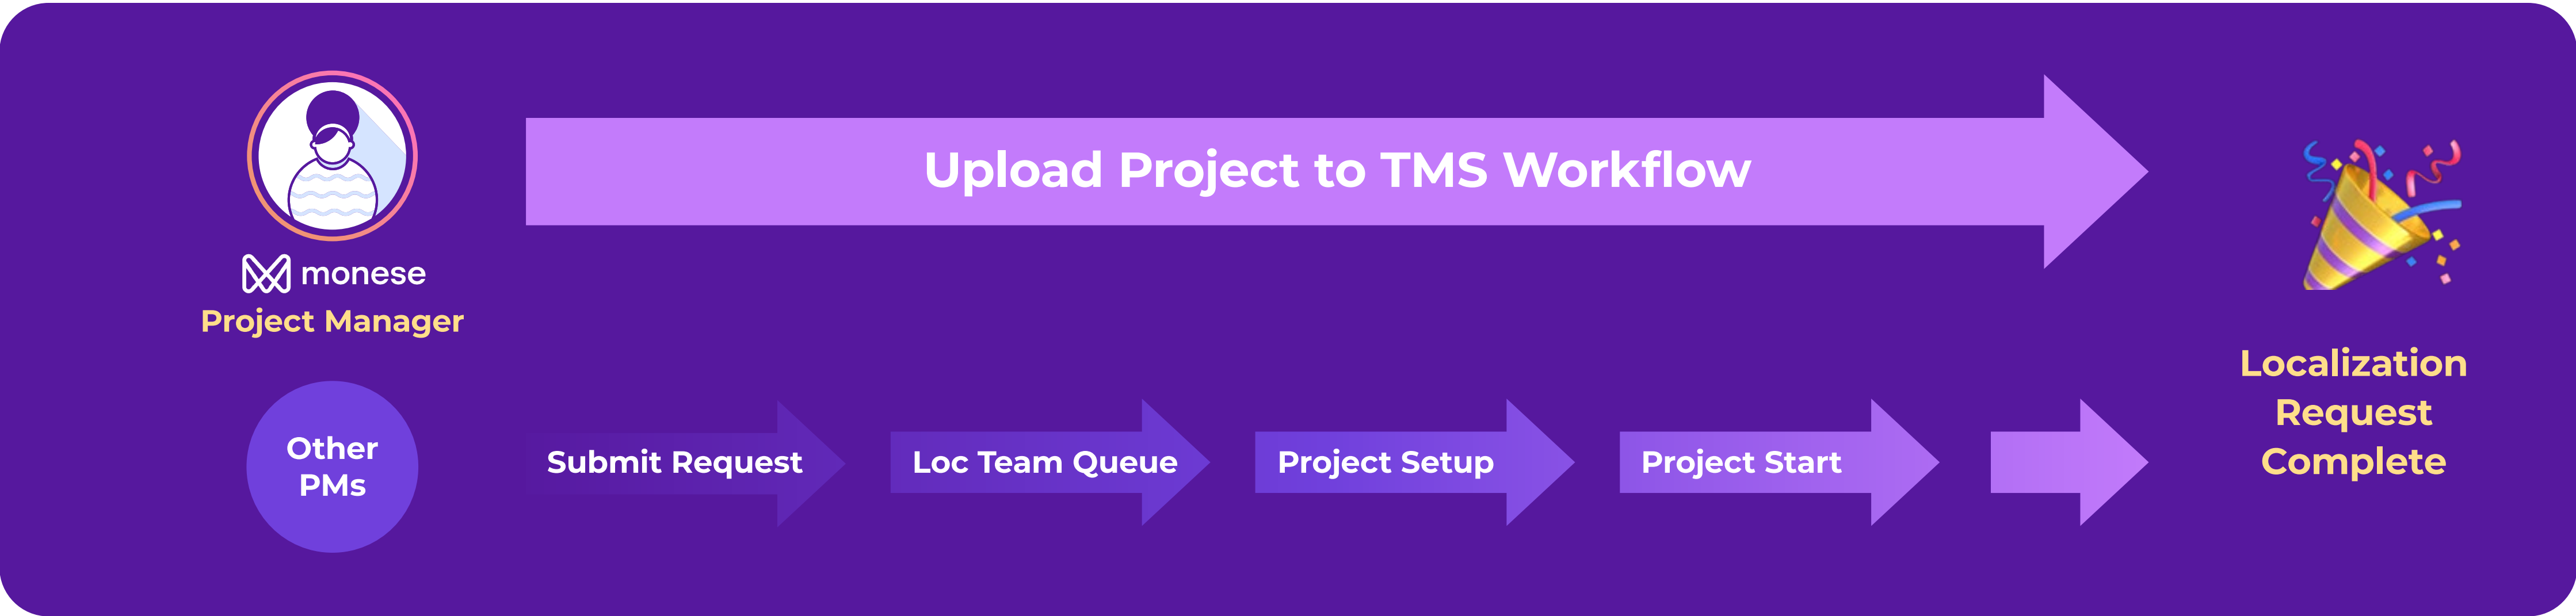 Upload Project to TMS Workflow
monese
Project Manager
Other
PMs
Submit Request
Loc Team Queue
Project Setup
Project Start
Localization
Request
Complete